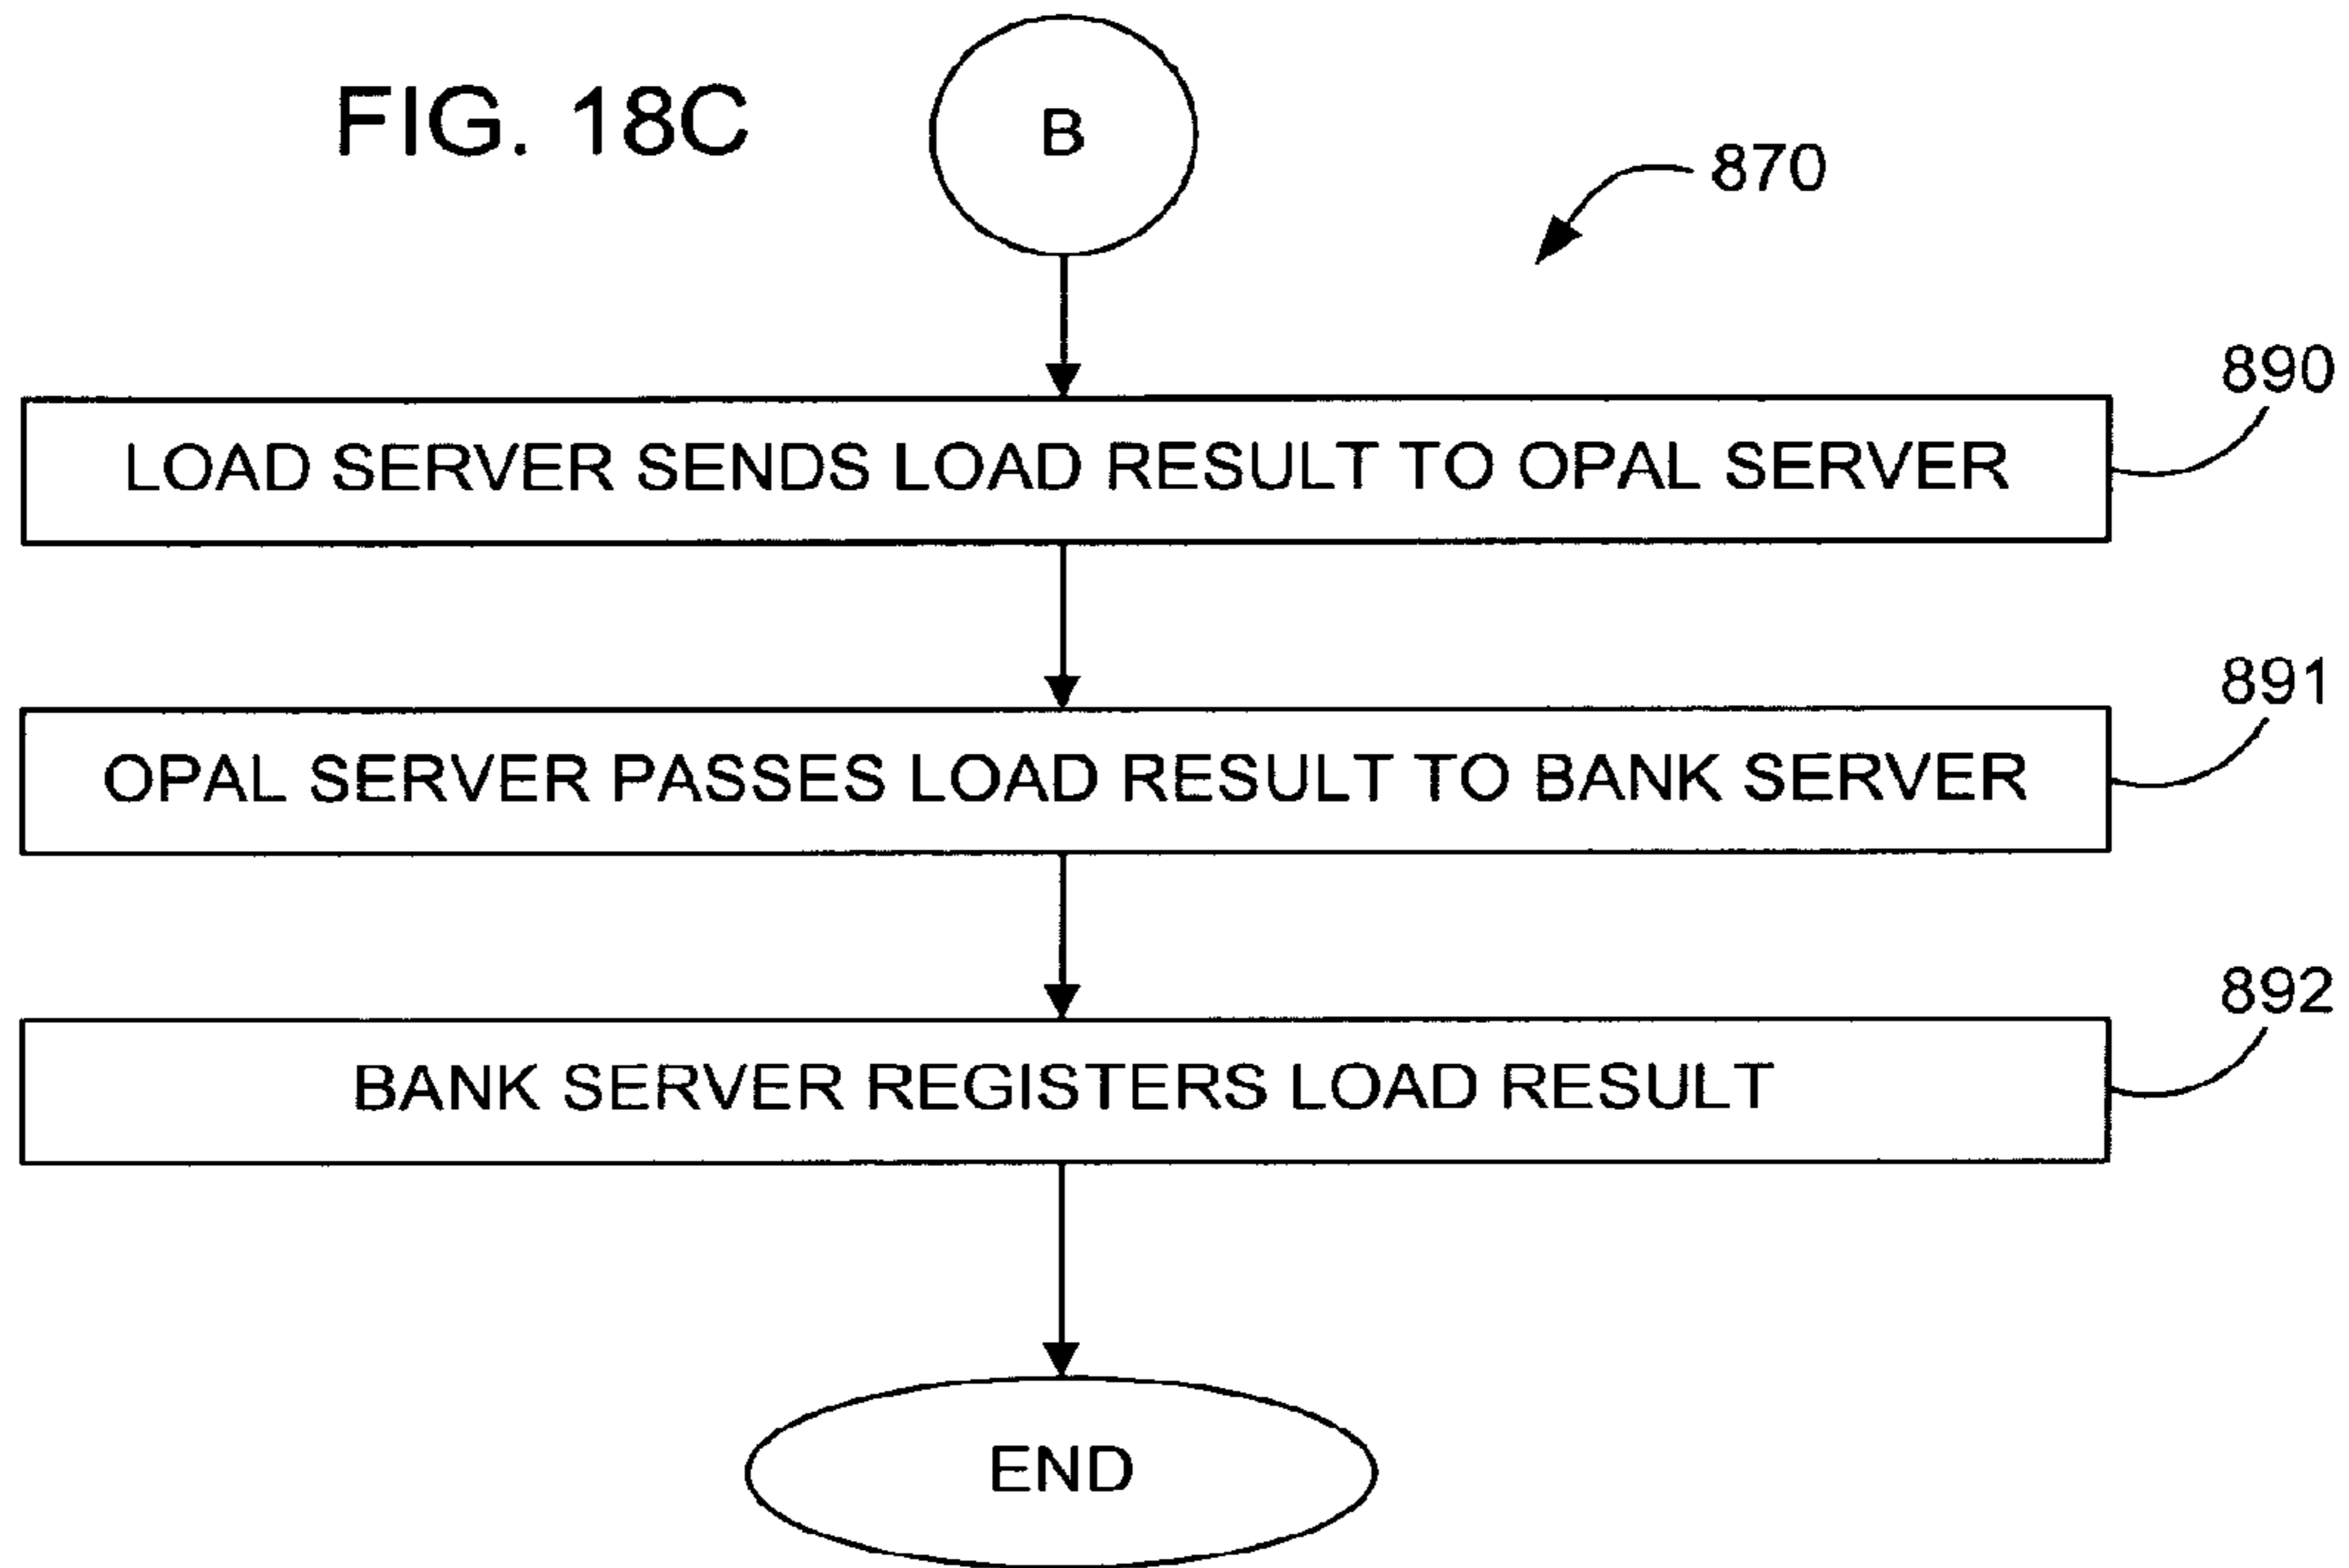 FIG. 18C
B
870
890
LOAD SERVER SENDS LOAD RESULT TO OPAL SERVER
891
OPAL SERVER PASSES LOAD RESULT TO BANK SERVER
892
BANK SERVER REGISTERS LOAD RESULT
END